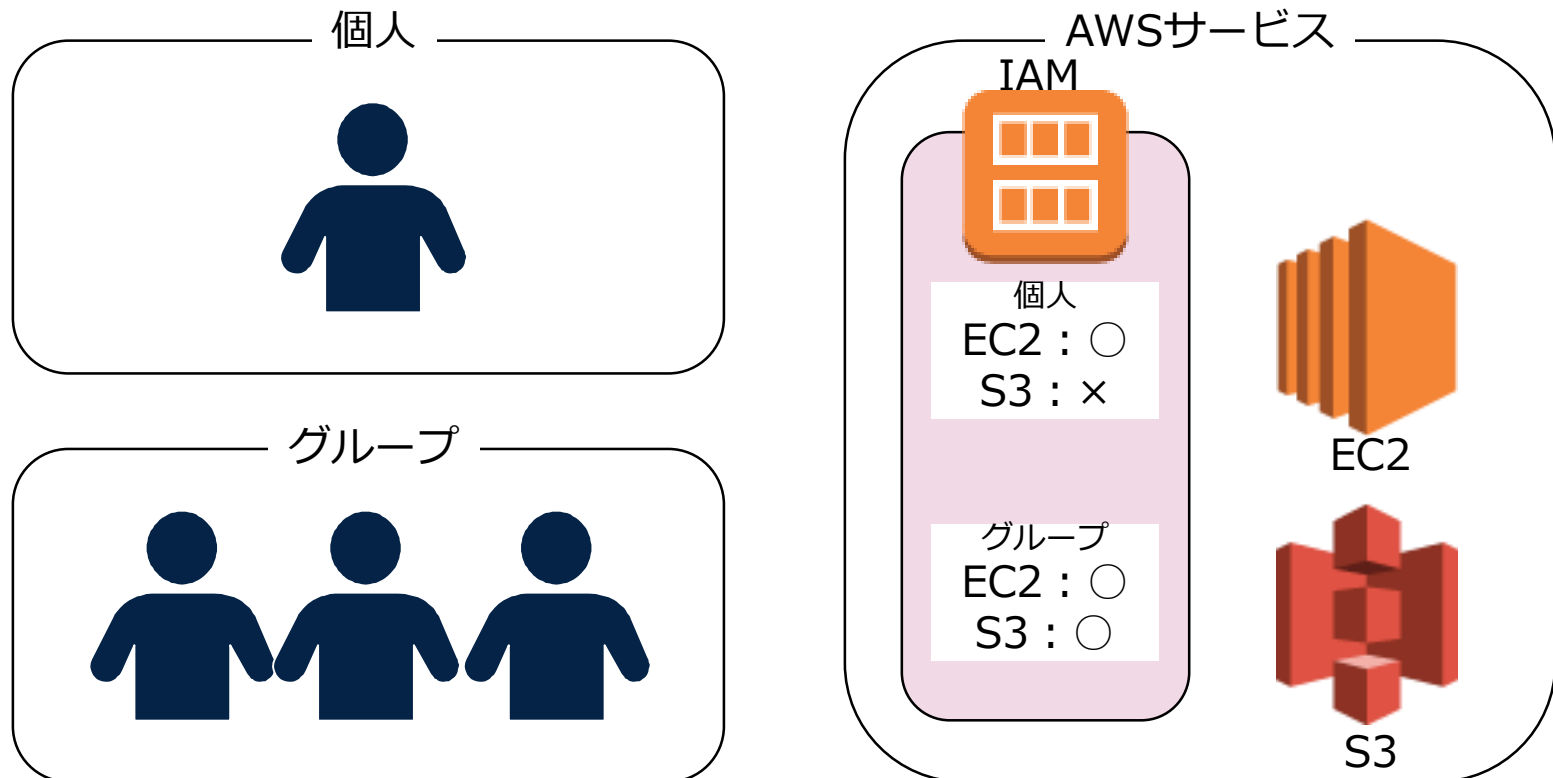 個人
グループ
AWSサービス
IAM
個人
EC2：○
S3：×
グループ
EC2：○
S3：○
EC2
S3